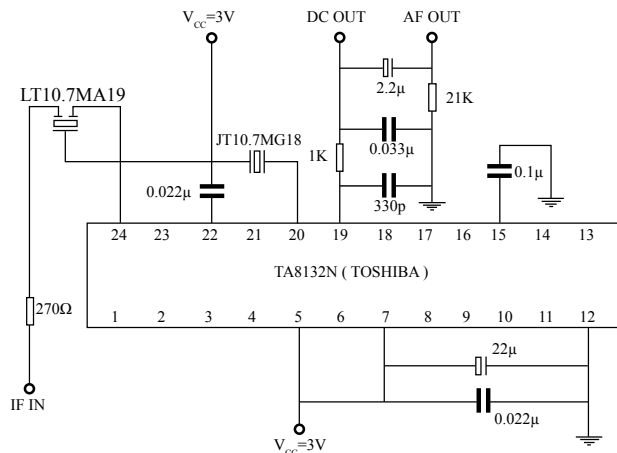 V_CC=3V DC OUT AF OUT
LT10.7MA19
2.2μ
21K
JT10.7MG18
1K
0.033μ
0.1μ
0.022μ
330p
24 23 22 21 20 19 18 17 16 15 14 13
TA8132N ( TOSHIBA )
270Ω
1 2 3 4 5 6 7 8 9 10 11 12
22μ
IF IN
0.022μ
V_CC=3V